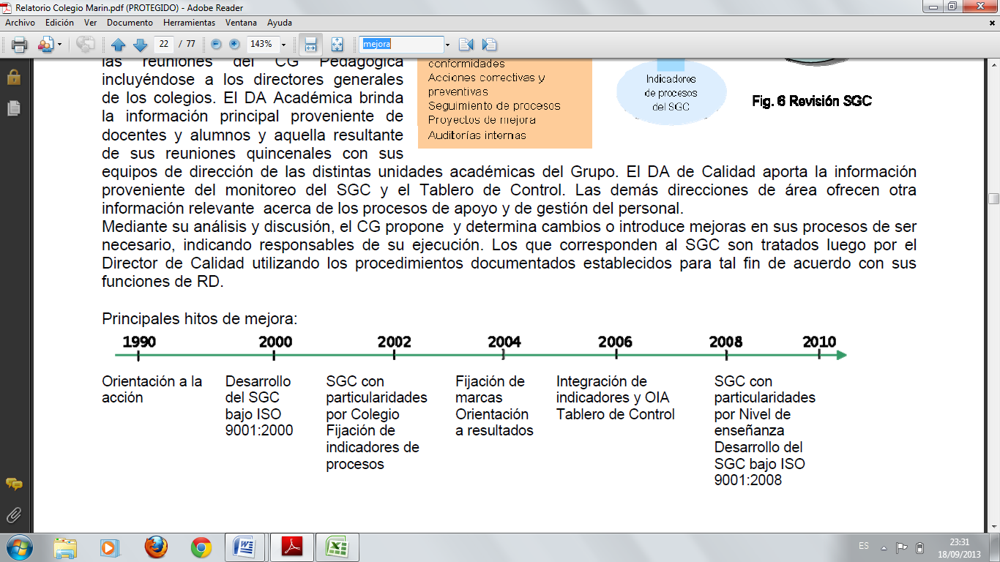 Relatorio Colegio Marin.pdf (PROTEGIDO) - Adobe Reader
Archivo Edición Ver Documento Herramientas Ventana Ayuda
22 / 77 143% mejora
las reuniones del CG Pedagógica
incluyéndose a los directores generales
de los colegios. El DA Académica brinda
la información principal proveniente de
docentes y alumnos y aquella resultante
de sus reuniones quincenales con sus
equipos de dirección de las distintas unidades académicas del Grupo. El DA de Calidad aporta la información
proveniente del monitoreo del SGC y el Tablero de Control. Las demás direcciones de área ofrecen otra
información relevante acerca de los procesos de apoyo y de gestión del personal.
Mediante su análisis y discusión, el CG propone y determina cambios o introduce mejoras en sus procesos de ser
necesario, indicando responsables de su ejecución. Los que corresponden al SGC son tratados luego por el
Director de Calidad utilizando los procedimientos documentados establecidos para tal fin de acuerdo con sus
funciones de RD.
conformidades
Acciones correctivas y
preventivas
Seguimiento de procesos
Proyectos de mejora
Auditorías internas
Indicadores
de procesos
del SGC
Fig. 6 Revisión SGC
Principales hitos de mejora:
1990 2000 2002 2004 2006 2008 2010
Orientación a la
acción
Desarrollo
del SGC
bajo ISO
9001:2000
SGC con
particularidades
por Colegio
Fijación de
indicadores de
procesos
Fijación de
marcas
Orientación
a resultados
Integración de
indicadores y OIA
Tablero de Control
SGC con
particularidades
por Nivel de
enseñanza
Desarrollo del
SGC bajo ISO
9001:2008
ES
23:31
18/09/2013